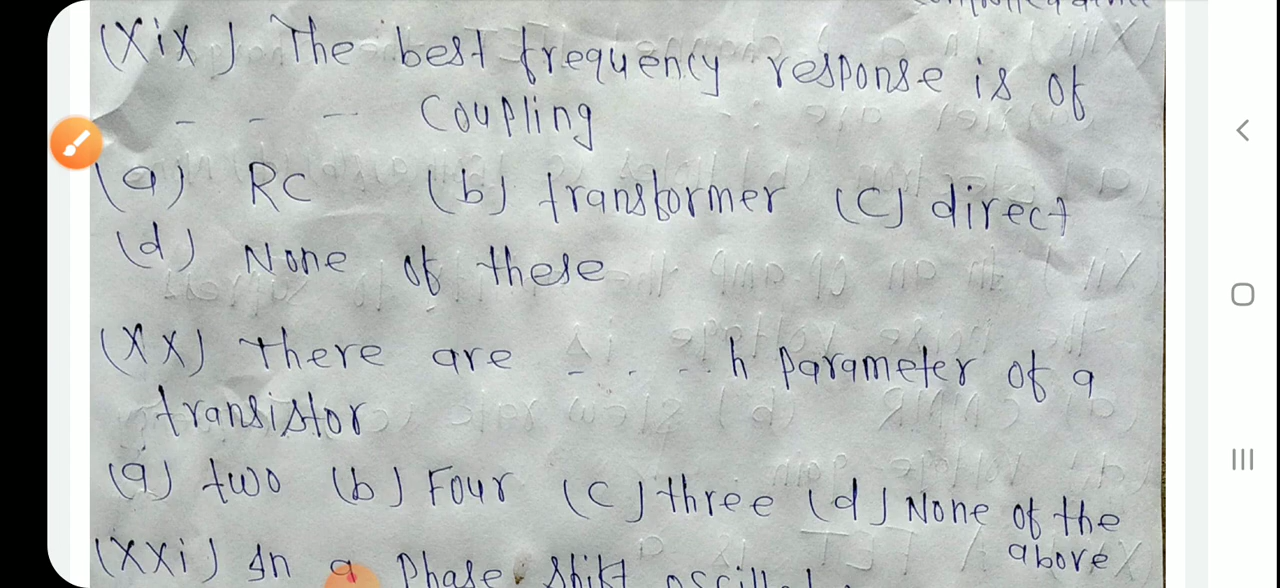 (xix) The best frequency response is of
- - - Coupling
(a) RC (b) transformer (c) direct
(d) None of these
(XX) there are - . . - h parameter of a
transistor
(a) two (b) Four (c) three (d) None of the
above
(XXi) In a Phase shift